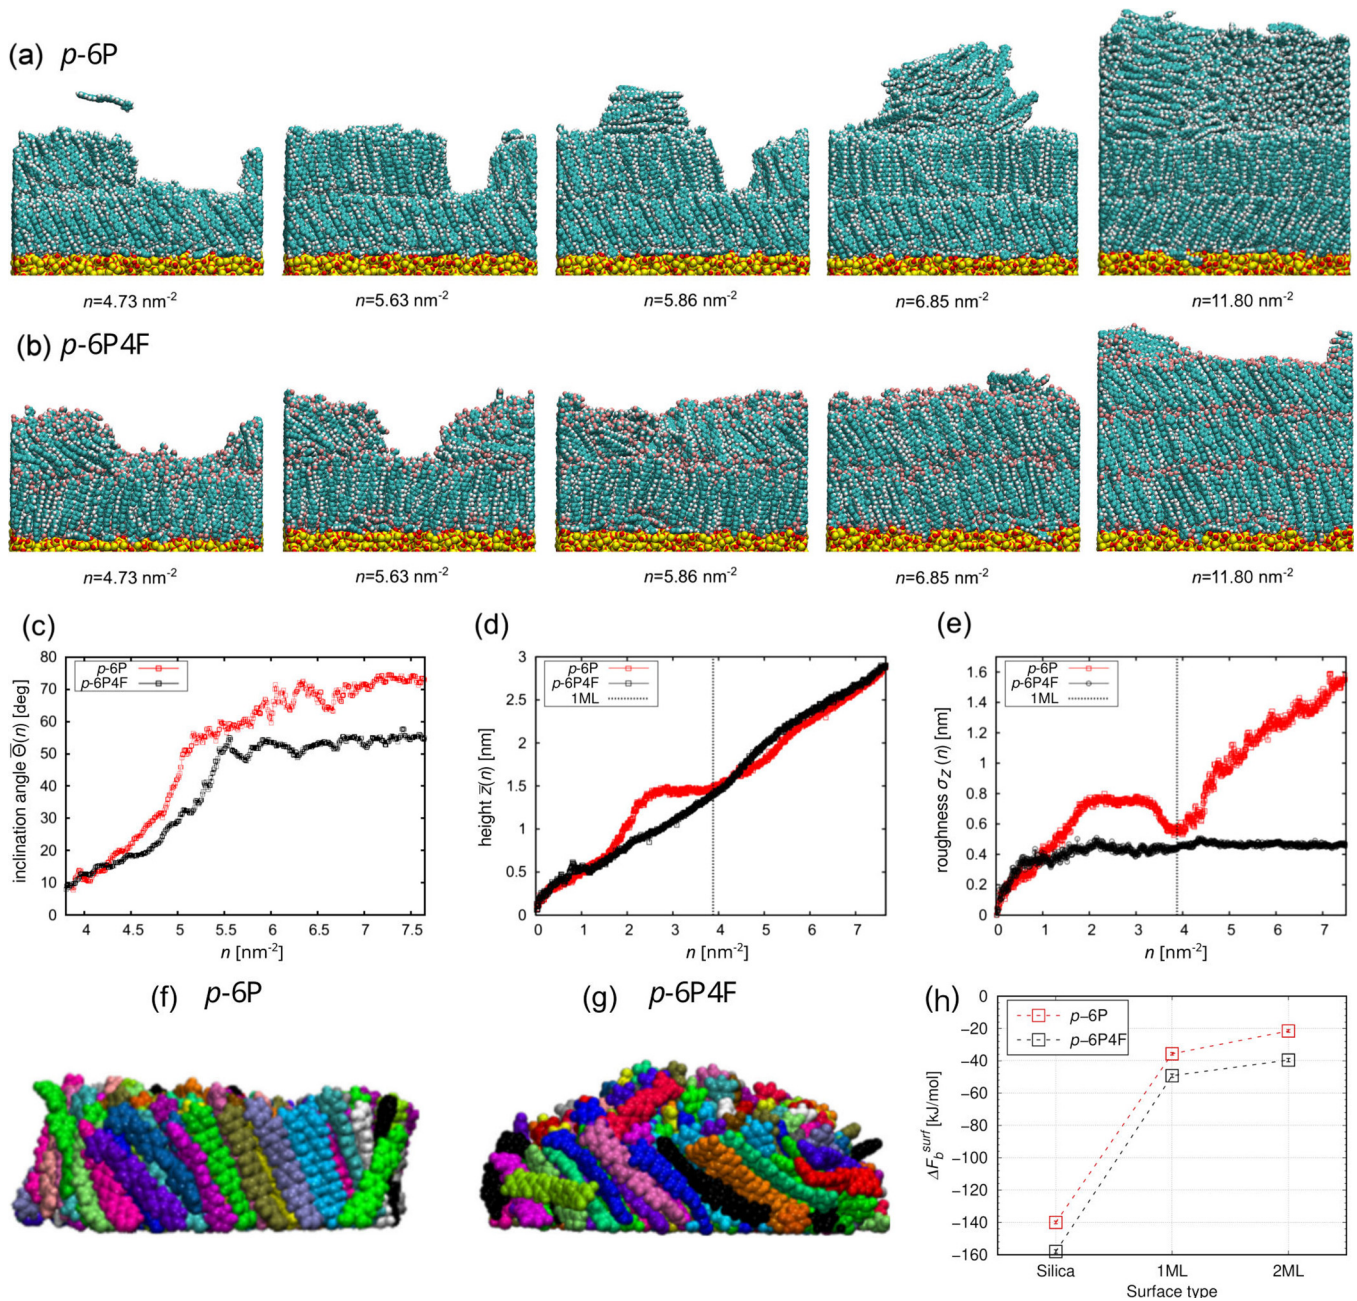 (a) p-6P
n=4.73 nm-2
n=5.63 nm-2
n=5.86 nm-2
n=6.85 nm-2
n=11.80 nm-2
(b) p-6P4F
n=4.73 nm-2
n=5.63 nm-2
n=5.86 nm-2
n=6.85 nm-2
n=11.80 nm-2
(c)
80
70
60
50
40
30
20
10
0
inclination angle Θ̅(n) [deg]
p-6P
p-6P4F
4 4.5 5 5.5 6 6.5 7 7.5
n [nm-2]
(d)
3
2.5
2
1.5
1
0.5
0
height z̅(n) [nm]
p-6P
p-6P4F
1ML
0 1 2 3 4 5 6 7
n [nm-2]
(e)
1.6
1.4
1.2
1
0.8
0.6
0.4
0.2
0
roughness σZ (n) [nm]
p-6P
p-6P4F
1ML
0 1 2 3 4 5 6 7
n [nm-2]
(f) p-6P
(g) p-6P4F
(h)
0
−20
−40
−60
−80
−100
−120
−140
−160
ΔFbsurf [kJ/mol]
p−6P
p−6P4F
Silica 1ML 2ML
Surface type